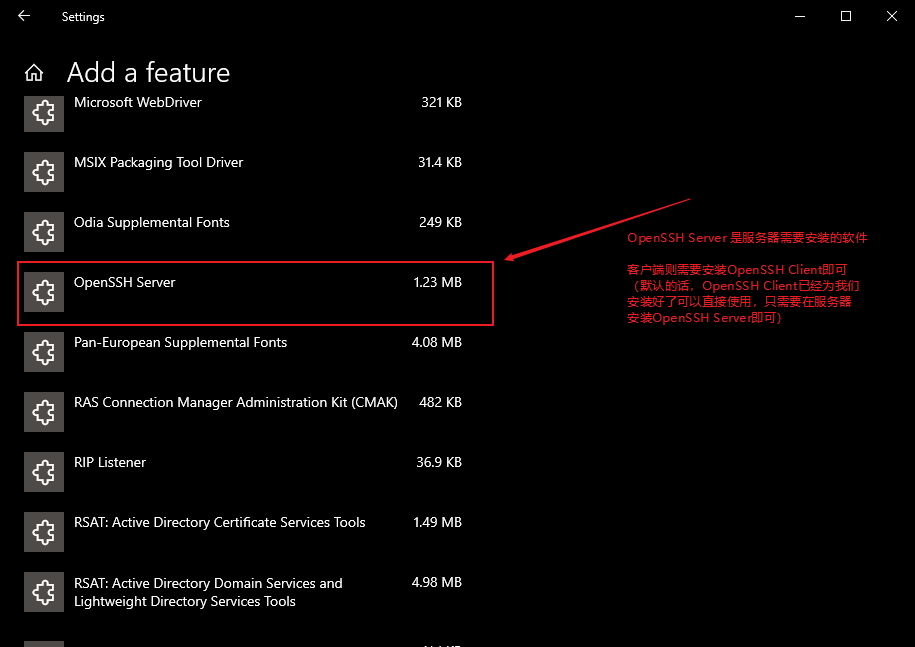 Settings
Add a feature
Microsoft WebDriver 321 KB
MSIX Packaging Tool Driver 31.4 KB
Odia Supplemental Fonts 249 KB
OpenSSH Server 1.23 MB
OpenSSH Server 是服务器需要安装的软件
客户端则需要安装OpenSSH Client即可
（默认的话，OpenSSH Client已经为我们
安装好了可以直接使用，只需要在服务器
安装OpenSSH Server即可）
Pan-European Supplemental Fonts 4.08 MB
RAS Connection Manager Administration Kit (CMAK) 482 KB
RIP Listener 36.9 KB
RSAT: Active Directory Certificate Services Tools 1.49 MB
RSAT: Active Directory Domain Services and 4.98 MB
Lightweight Directory Services Tools